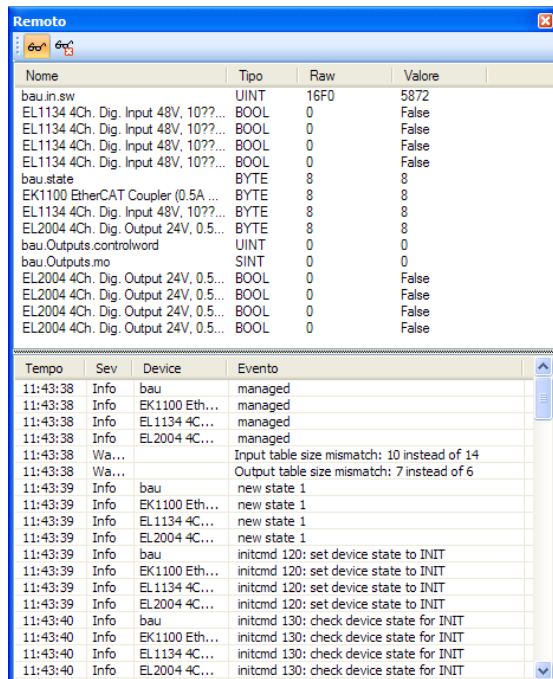 Remoto
Nome Tipo Raw Valore
bau.in.sw UINT 16F0 5872
EL1134 4Ch. Dig. Input 48V, 10??... BOOL 0 False
EL1134 4Ch. Dig. Input 48V, 10??... BOOL 0 False
EL1134 4Ch. Dig. Input 48V, 10??... BOOL 0 False
EL1134 4Ch. Dig. Input 48V, 10??... BOOL 0 False
bau.state BYTE 8 8
EK1100 EtherCAT Coupler (0.5A ... BYTE 8 8
EL1134 4Ch. Dig. Input 48V, 10??... BYTE 8 8
EL2004 4Ch. Dig. Output 24V, 0.5... BYTE 8 8
bau.Outputs.controlword UINT 0 0
bau.Outputs.mo SINT 0 0
EL2004 4Ch. Dig. Output 24V, 0.5... BOOL 0 False
EL2004 4Ch. Dig. Output 24V, 0.5... BOOL 0 False
EL2004 4Ch. Dig. Output 24V, 0.5... BOOL 0 False
EL2004 4Ch. Dig. Output 24V, 0.5... BOOL 0 False
Tempo Sev Device Evento
11:43:38 Info bau managed
11:43:38 Info EK1100 Eth... managed
11:43:38 Info EL1134 4C... managed
11:43:38 Info EL2004 4C... managed
11:43:38 Wa... Input table size mismatch: 10 instead of 14
11:43:38 Wa... Output table size mismatch: 7 instead of 6
11:43:39 Info bau new state 1
11:43:39 Info EK1100 Eth... new state 1
11:43:39 Info EL1134 4C... new state 1
11:43:39 Info EL2004 4C... new state 1
11:43:39 Info bau initcmd 120: set device state to INIT
11:43:39 Info EK1100 Eth... initcmd 120: set device state to INIT
11:43:39 Info EL1134 4C... initcmd 120: set device state to INIT
11:43:39 Info EL2004 4C... initcmd 120: set device state to INIT
11:43:40 Info bau initcmd 130: check device state for INIT
11:43:40 Info EK1100 Eth... initcmd 130: check device state for INIT
11:43:40 Info EL1134 4C... initcmd 130: check device state for INIT
11:43:40 Info EL2004 4C... initcmd 130: check device state for INIT